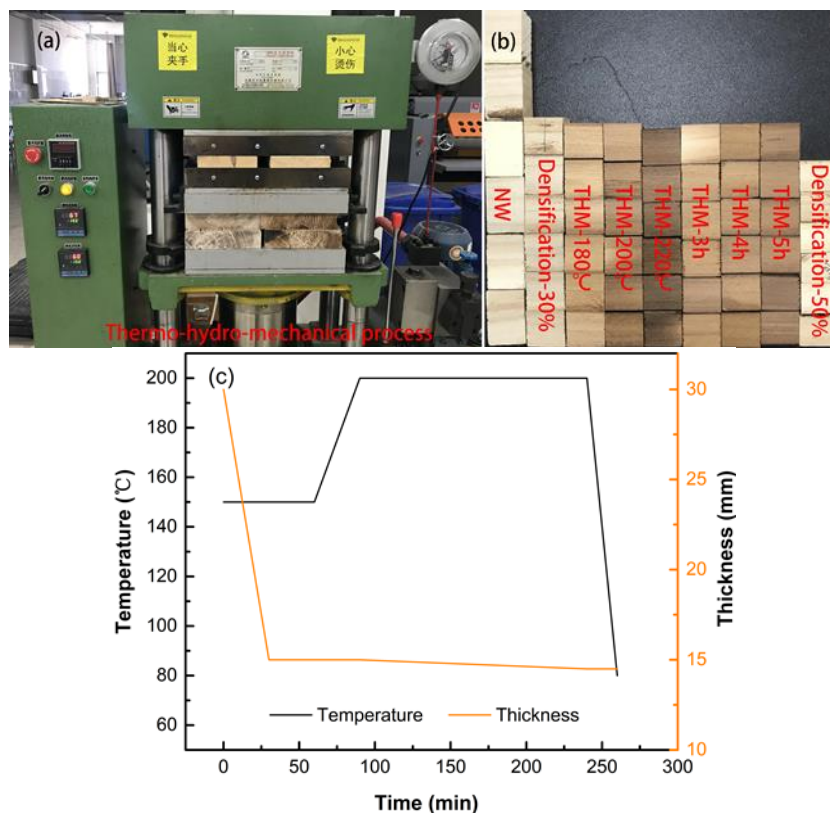 (a)
当心
夹手
小心
烫伤
Thermo-hydro-mechanical process
(b)
NW
Densification-30%
THM-180℃
THM-200℃
THM-220℃
THM-3h
THM-4h
THM-5h
Densification-50%
(c)
Temperature (℃)
200
180
160
140
120
100
80
60
Thickness (mm)
30
25
20
15
10
Temperature
Thickness
0
50
100
150
200
250
300
Time (min)